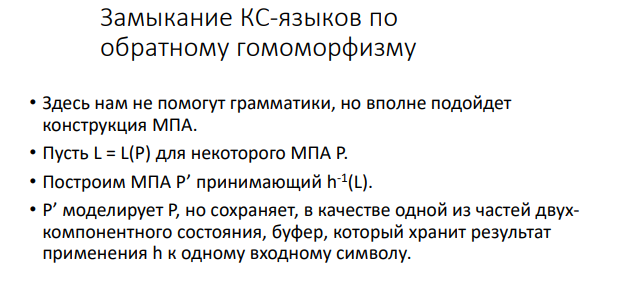 Замыкание КС-языков по
обратному гомоморфизму
• Здесь нам не помогут грамматики, но вполне подойдет
конструкция МПА.
• Пусть L = L(P) для некоторого МПА P.
• Построим МПА P’ принимающий h⁻¹(L).
• P’ моделирует P, но сохраняет, в качестве одной из частей двух-
компонентного состояния, буфер, который хранит результат
применения h к одному входному символу.